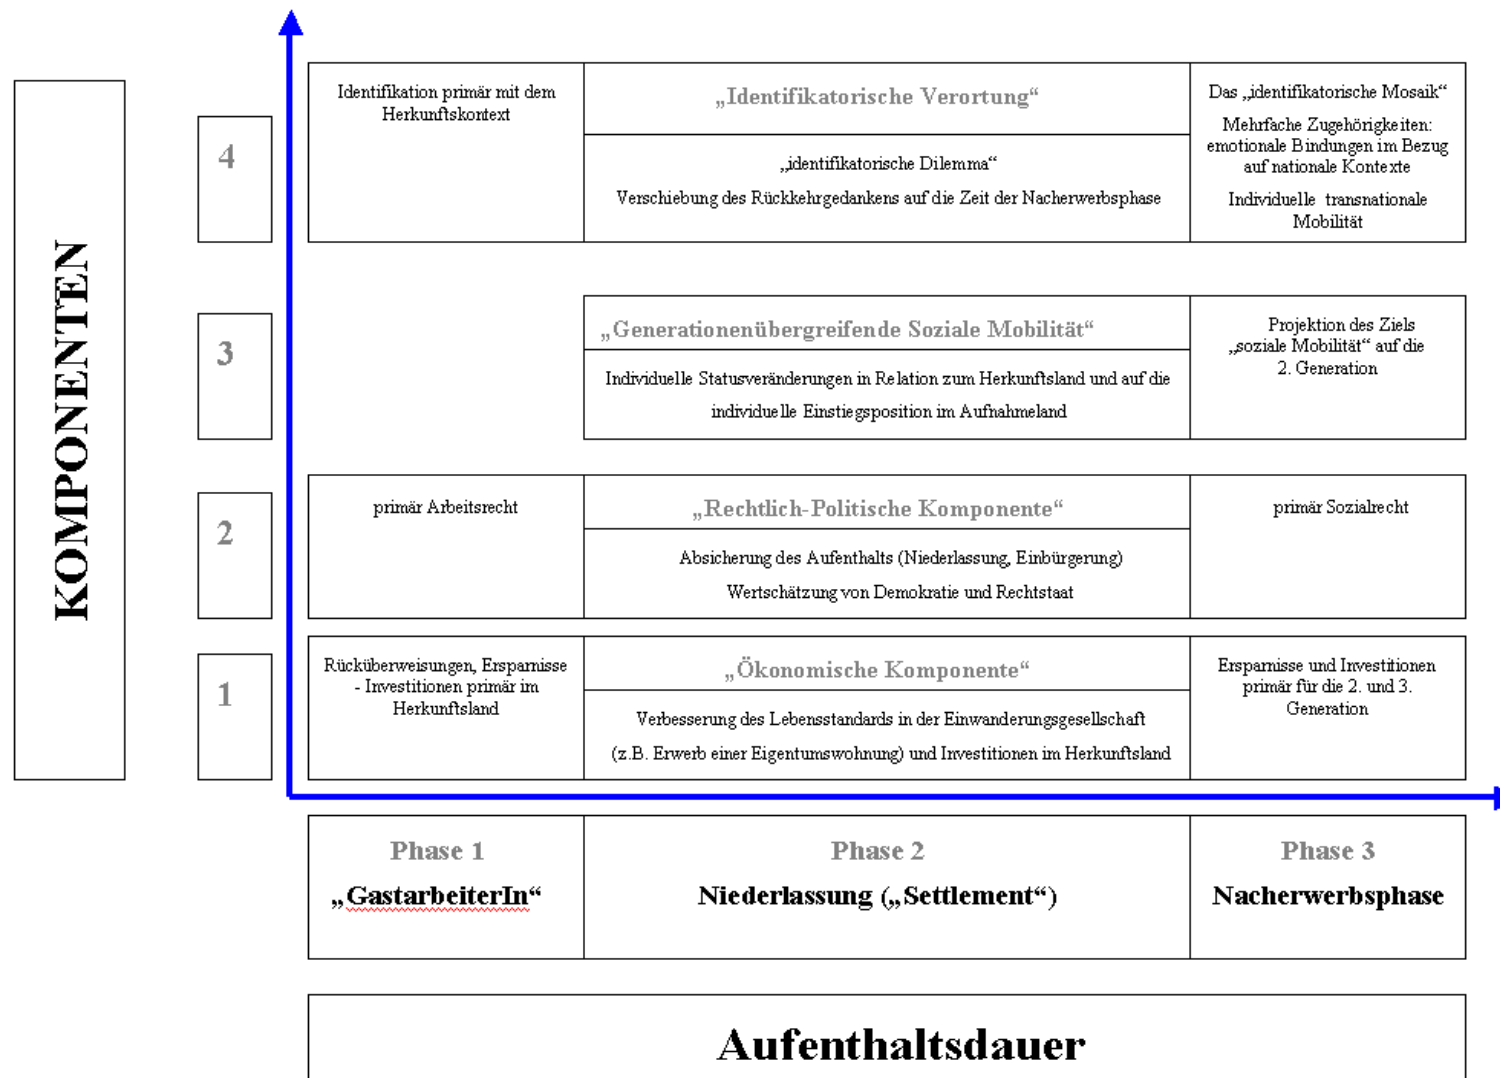 KOMPONENTEN
4
Identifikation primär mit dem
Herkunftskontext
„Identifikatorische Verortung“
„identifikatorische Dilemma“
Verschiebung des Rückkehrgedankens auf die Zeit der Nacherwerbsphase
Das „identifikatorische Mosaik“
Mehrfache Zugehörigkeiten:
emotionale Bindungen im Bezug
auf nationale Kontexte
Individuelle transnationale
Mobilität
3
„Generationenübergreifende Soziale Mobilität“
Individuelle Statusveränderungen in Relation zum Herkunftsland und auf die
individuelle Einstiegsposition im Aufnahmeland
Projektion des Ziels
„soziale Mobilität“ auf die
2. Generation
2
primär Arbeitsrecht
„Rechtlich-Politische Komponente“
Absicherung des Aufenthalts (Niederlassung, Einbürgerung)
Wertschätzung von Demokratie und Rechtstaat
primär Sozialrecht
1
Rücküberweisungen, Ersparnisse
- Investitionen primär im
Herkunftsland
„Ökonomische Komponente“
Verbesserung des Lebensstandards in der Einwanderungsgesellschaft
(z.B. Erwerb einer Eigentumswohnung) und Investitionen im Herkunftsland
Ersparnisse und Investitionen
primär für die 2. und 3.
Generation
Phase 1
„GastarbeiterIn“
Phase 2
Niederlassung („Settlement“)
Phase 3
Nacherwerbsphase
Aufenthaltsdauer